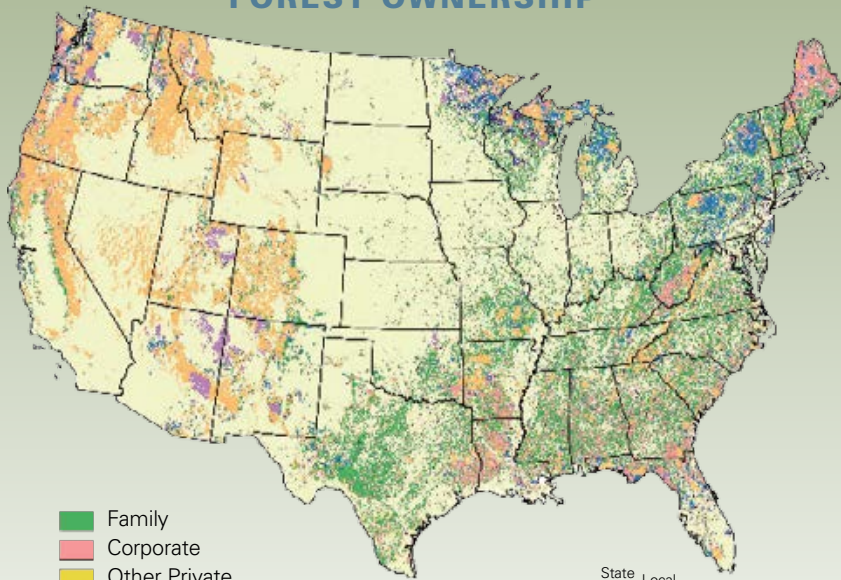 FOREST OWNERSHIP
Family
Corporate
Other Private
State
Local